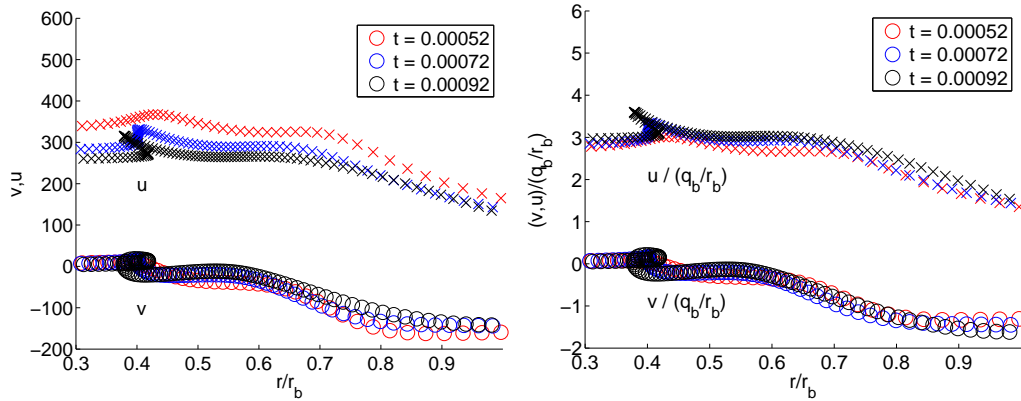 600
500
400
300
200
100
0
−100
−200
v,u
0.3 0.4 0.5 0.6 0.7 0.8 0.9
r/r_b
t = 0.00052
t = 0.00072
t = 0.00092
u
v
6
5
4
3
2
1
0
−1
−2
(v,u)/(q_b/r_b)
0.3 0.4 0.5 0.6 0.7 0.8 0.9
r/r_b
t = 0.00052
t = 0.00072
t = 0.00092
u / (q_b/r_b)
v / (q_b/r_b)